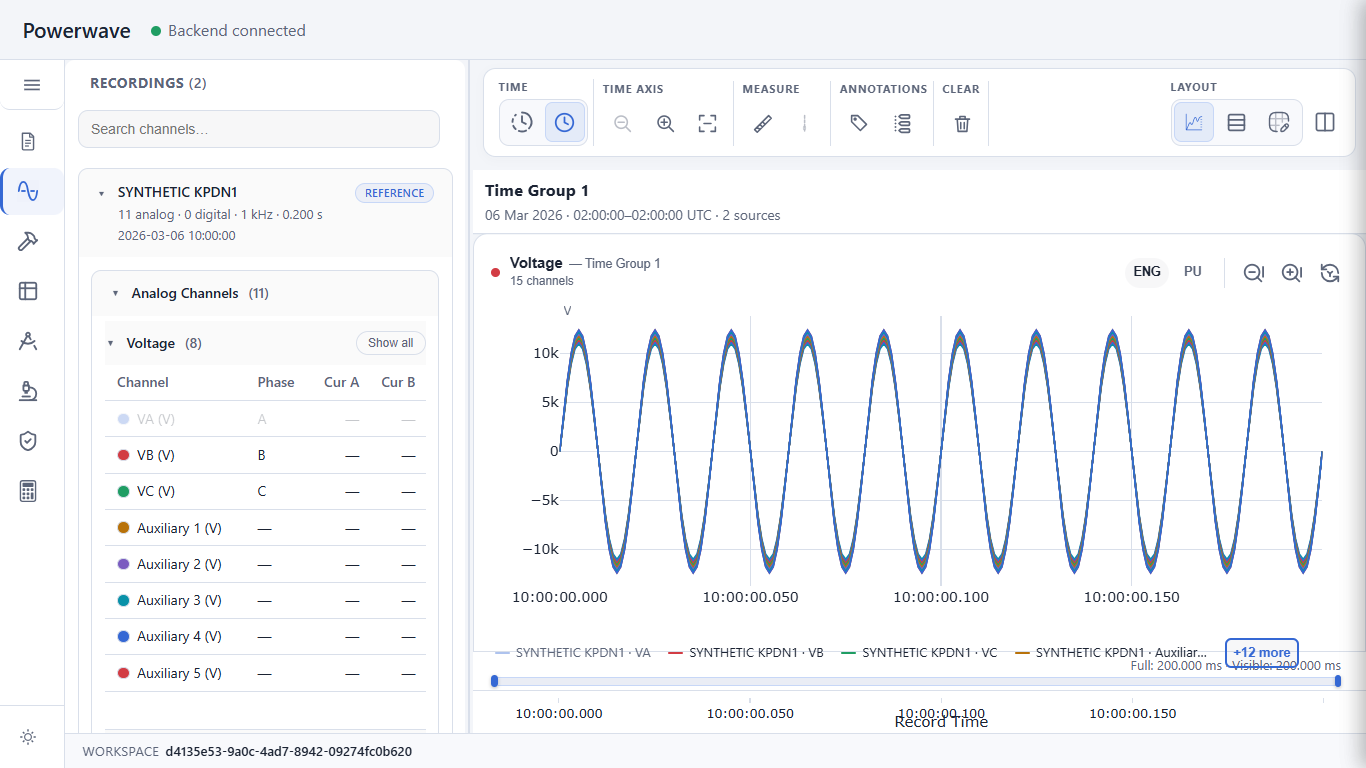 Powerwave
Backend connected
RECORDINGS (2)
Search channels...
SYNTHETIC KPDN1
REFERENCE
11 analog · 0 digital · 1 kHz · 0.200 s
2026-03-06 10:00:00
Analog Channels (11)
Voltage (8)
Show all
Channel Phase Cur A Cur B
VA (V) A — —
VB (V) B — —
VC (V) C — —
Auxiliary 1 (V) — — —
Auxiliary 2 (V) — — —
Auxiliary 3 (V) — — —
Auxiliary 4 (V) — — —
Auxiliary 5 (V) — — —
TIME
TIME AXIS
MEASURE
ANNOTATIONS
CLEAR
LAYOUT
Time Group 1
06 Mar 2026 · 02:00:00–02:00:00 UTC · 2 sources
Voltage — Time Group 1
15 channels
ENG PU
V
10k
5k
0
−5k
−10k
10:00:00.000 10:00:00.050 10:00:00.100 10:00:00.150
SYNTHETIC KPDN1 · VA SYNTHETIC KPDN1 · VB SYNTHETIC KPDN1 · VC SYNTHETIC KPDN1 · Auxiliar...
+12 more
Full: 200.000 ms Visible: 200.000 ms
10:00:00.000 10:00:00.050 10:00:00.100 10:00:00.150
Record Time
WORKSPACE d4135e53-9a0c-4ad7-8942-09274fc0b620